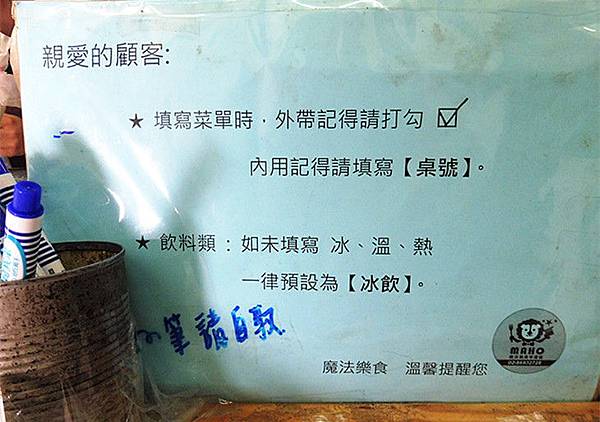 親愛的顧客:
★ 填寫菜單時，外帶記得請打勾 ☑
內用記得請填寫【桌號】。
★ 飲料類：如未填寫 冰、溫、熱
一律預設為【冰飲】。
筆請自取
魔法樂食 溫馨提醒您
MAHO